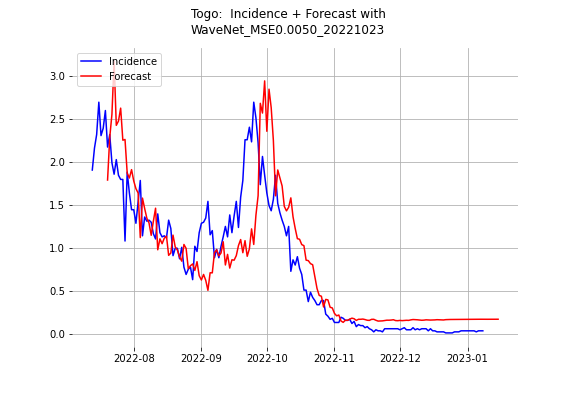 Togo:  Incidence + Forecast with
WaveNet_MSE0.0050_20221023
Incidence
Forecast
3.0
2.5
2.0
1.5
1.0
0.5
0.0
2022-08 2022-09 2022-10 2022-11 2022-12 2023-01